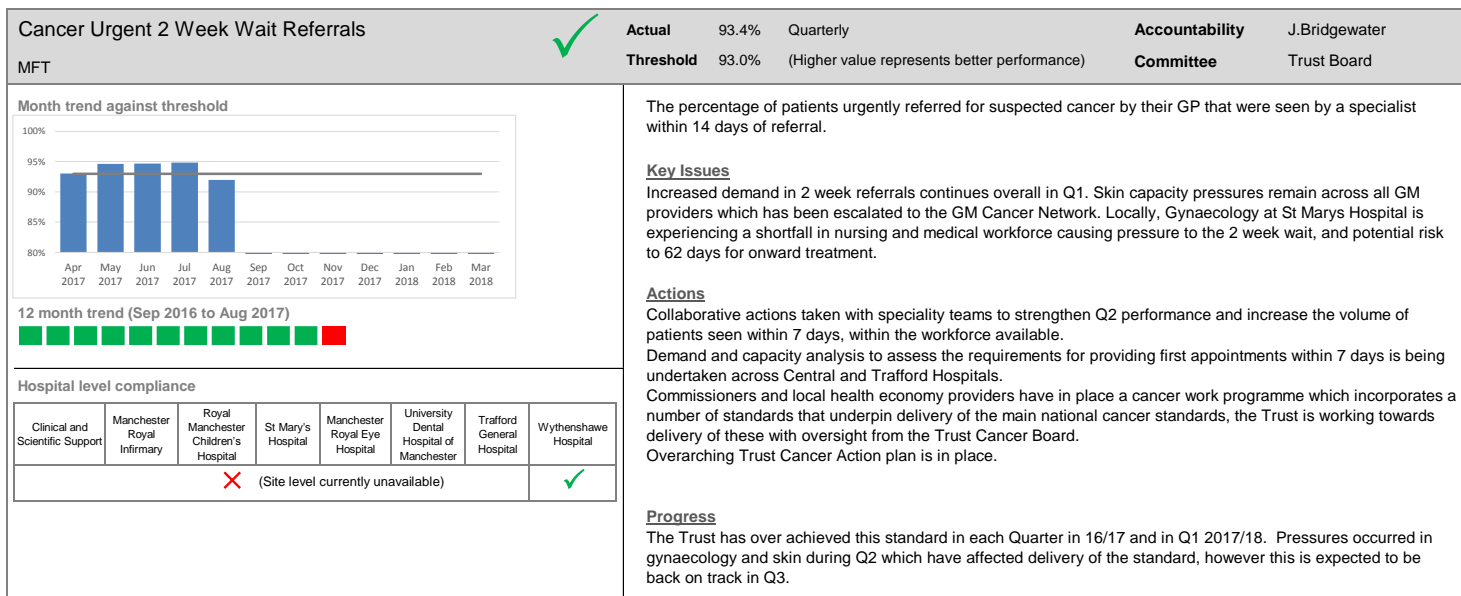 Cancer Urgent 2 Week Wait Referrals
MFT
Actual 93.4% Quarterly
Threshold 93.0% (Higher value represents better performance)
Accountability J.Bridgewater
Committee Trust Board
Month trend against threshold
100%
95%
90%
85%
80%
Apr 2017
May 2017
Jun 2017
Jul 2017
Aug 2017
Sep 2017
Oct 2017
Nov 2017
Dec 2017
Jan 2018
Feb 2018
Mar 2018
12 month trend (Sep 2016 to Aug 2017)
Hospital level compliance
Clinical and
Scientific Support
Manchester
Royal
Infirmary
Royal
Manchester
Children's
Hospital
St Mary's
Hospital
Manchester
Royal Eye
Hospital
University
Dental
Hospital of
Manchester
Trafford
General
Hospital
Wythenshawe
Hospital
(Site level currently unavailable)
The percentage of patients urgently referred for suspected cancer by their GP that were seen by a specialist
within 14 days of referral.
Key Issues
Increased demand in 2 week referrals continues overall in Q1. Skin capacity pressures remain across all GM
providers which has been escalated to the GM Cancer Network. Locally, Gynaecology at St Marys Hospital is
experiencing a shortfall in nursing and medical workforce causing pressure to the 2 week wait, and potential risk
to 62 days for onward treatment.
Actions
Collaborative actions taken with speciality teams to strengthen Q2 performance and increase the volume of
patients seen within 7 days, within the workforce available.
Demand and capacity analysis to assess the requirements for providing first appointments within 7 days is being
undertaken across Central and Trafford Hospitals.
Commissioners and local health economy providers have in place a cancer work programme which incorporates a
number of standards that underpin delivery of the main national cancer standards, the Trust is working towards
delivery of these with oversight from the Trust Cancer Board.
Overarching Trust Cancer Action plan is in place.
Progress
The Trust has over achieved this standard in each Quarter in 16/17 and in Q1 2017/18. Pressures occurred in
gynaecology and skin during Q2 which have affected delivery of the standard, however this is expected to be
back on track in Q3.